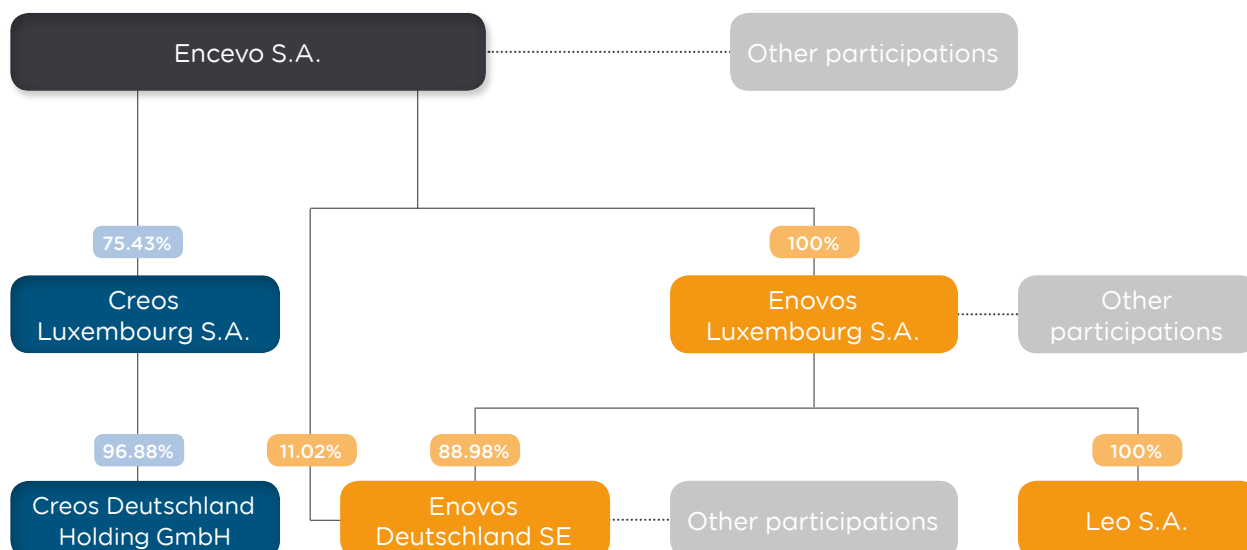 Encevo S.A.
Other participations
75.43%
100%
Creos
Luxembourg S.A.
Enovos
Luxembourg S.A.
Other
participations
96.88%
11.02%
88.98%
100%
Creos Deutschland
Holding GmbH
Enovos
Deutschland SE
Other participations
Leo S.A.